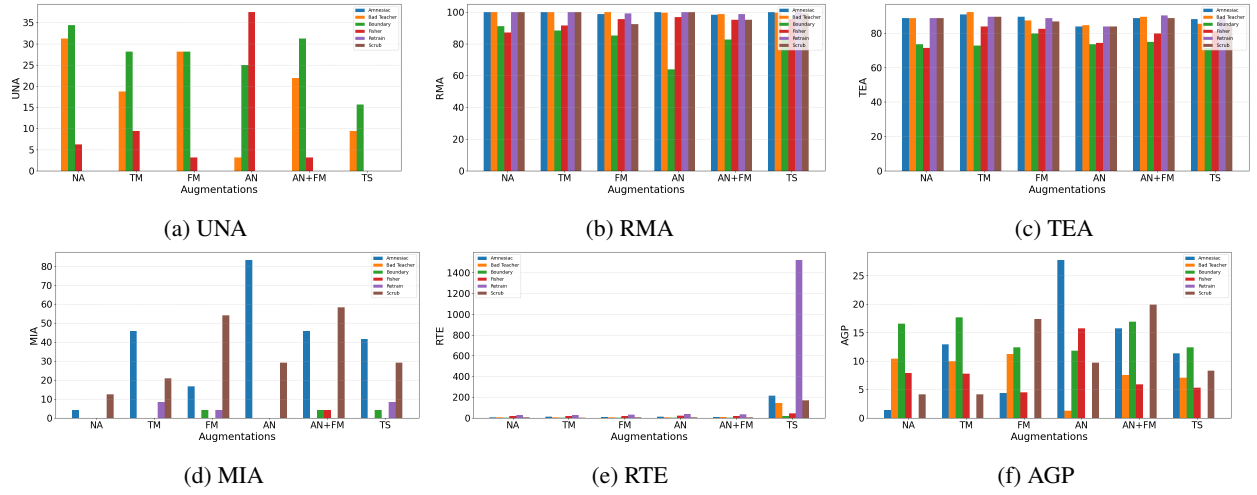 Amnesiac
Bad Teacher
Boundary
Fisher
Retrain
Scrub
35
30
25
20
15
10
5
0
UNA
NA TM FM AN AN+FM TS
Augmentations
(a) UNA
Amnesiac
Bad Teacher
Boundary
Fisher
Retrain
Scrub
100
80
60
40
20
0
RMA
NA TM FM AN AN+FM TS
Augmentations
(b) RMA
Amnesiac
Bad Teacher
Boundary
Fisher
Retrain
Scrub
80
60
40
20
0
TEA
NA TM FM AN AN+FM TS
Augmentations
(c) TEA
Amnesiac
Bad Teacher
Boundary
Fisher
Retrain
Scrub
80
70
60
50
40
30
20
10
0
MIA
NA TM FM AN AN+FM TS
Augmentations
(d) MIA
Amnesiac
Bad Teacher
Boundary
Fisher
Retrain
Scrub
1400
1200
1000
800
600
400
200
0
RTE
NA TM FM AN AN+FM TS
Augmentations
(e) RTE
Amnesiac
Bad Teacher
Boundary
Fisher
Retrain
Scrub
25
20
15
10
5
0
AGP
NA TM FM AN AN+FM TS
Augmentations
(f) AGP